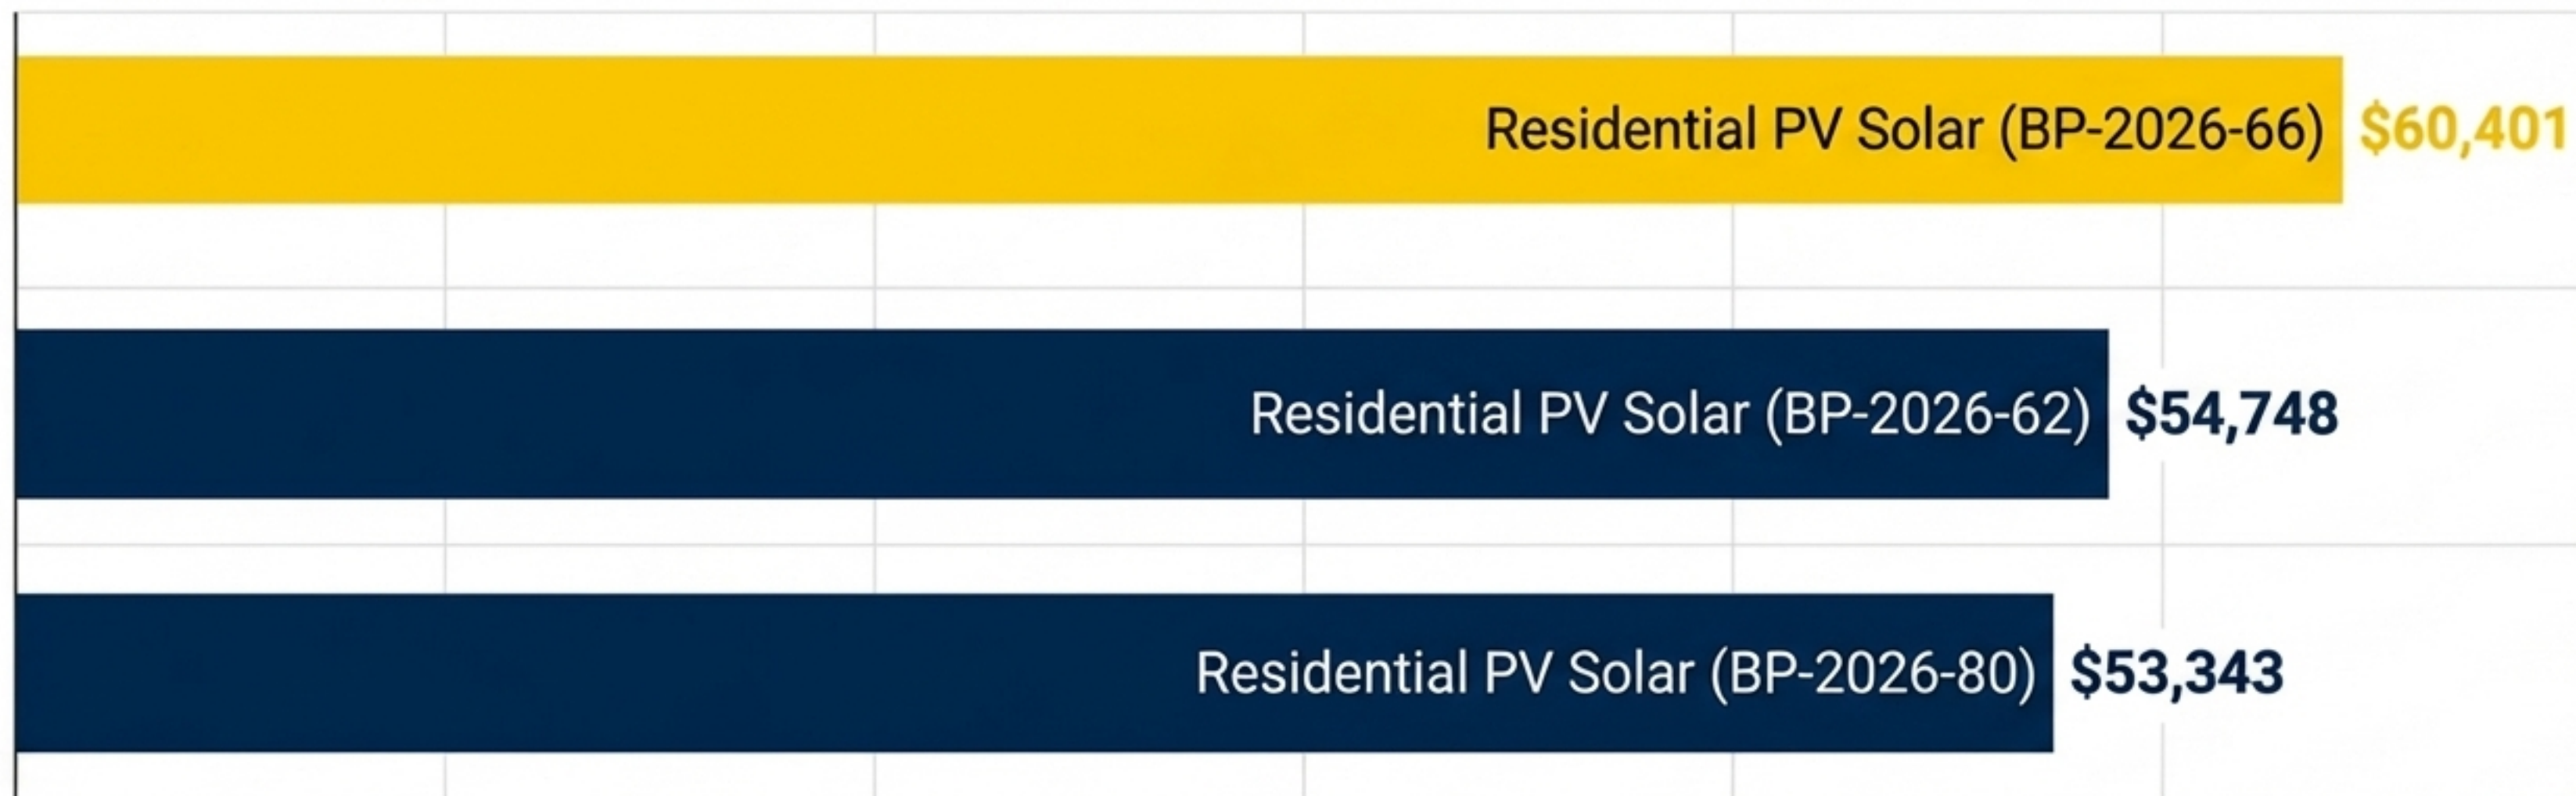 Residential PV Solar (BP-2026-66) $60,401
Residential PV Solar (BP-2026-62) $54,748
Residential PV Solar (BP-2026-80) $53,343